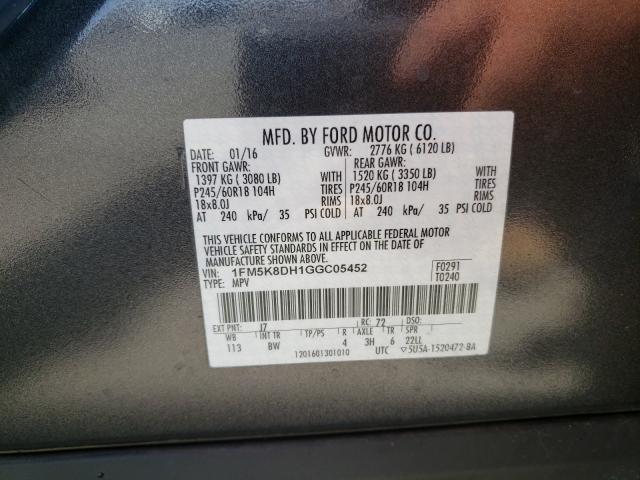 MFD. BY FORD MOTOR CO.
DATE: 01/16 GVWR: 2776 KG ( 6120 LB)
FRONT GAWR: REAR GAWR:
1397 KG ( 3080 LB) WITH 1520 KG ( 3350 LB) WITH
P245/60R18 104H TIRES P245/60R18 104H TIRES
18x8.0J RIMS 18x8.0J RIMS
AT 240 kPa/ 35 PSI COLD AT 240 kPa/ 35 PSI COLD
THIS VEHICLE CONFORMS TO ALL APPLICABLE FEDERAL MOTOR
VEHICLE SAFETY STANDARDS IN EFFECT ON THE DATE OF
MANUFACTURE SHOWN ABOVE.
VIN: 1FM5K8DH1GGC05452 F0291
TYPE: MPV T0240
EXT PNT: J7 RC: 72 DSO:
WB INT TR TP/PS R AXLE TR SPR
113 BW 4 3H 6 22LL
1201601301010 UTC ▽5U5A-1520472-BA